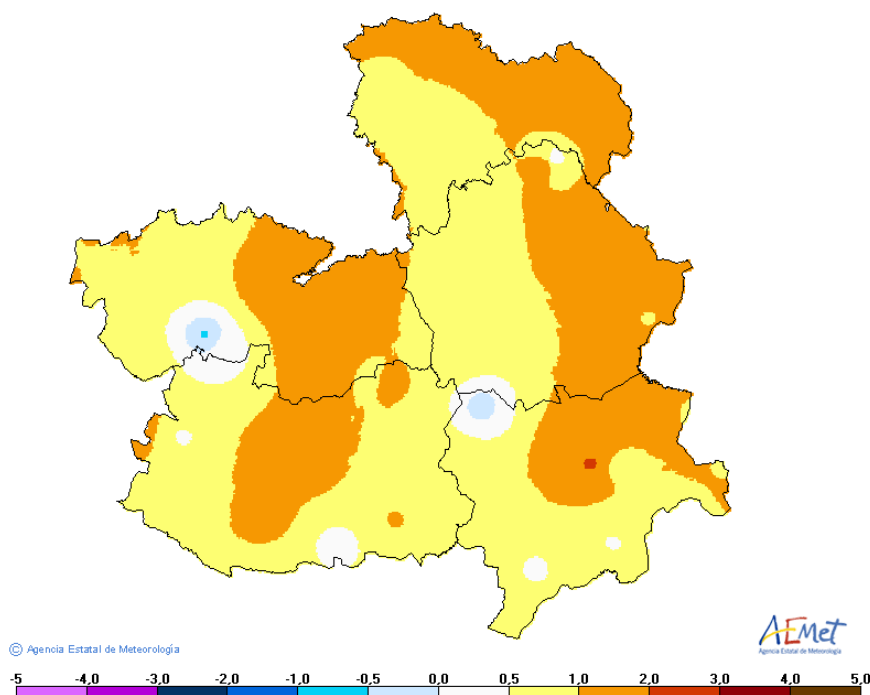 AEMet
Agencia Estatal de Meteorología
© Agencia Estatal de Meteorología
-5 -4,0 -3,0 -2,0 -1,0 -0,5 0,0 0,5 1,0 2,0 3,0 4,0 5,0